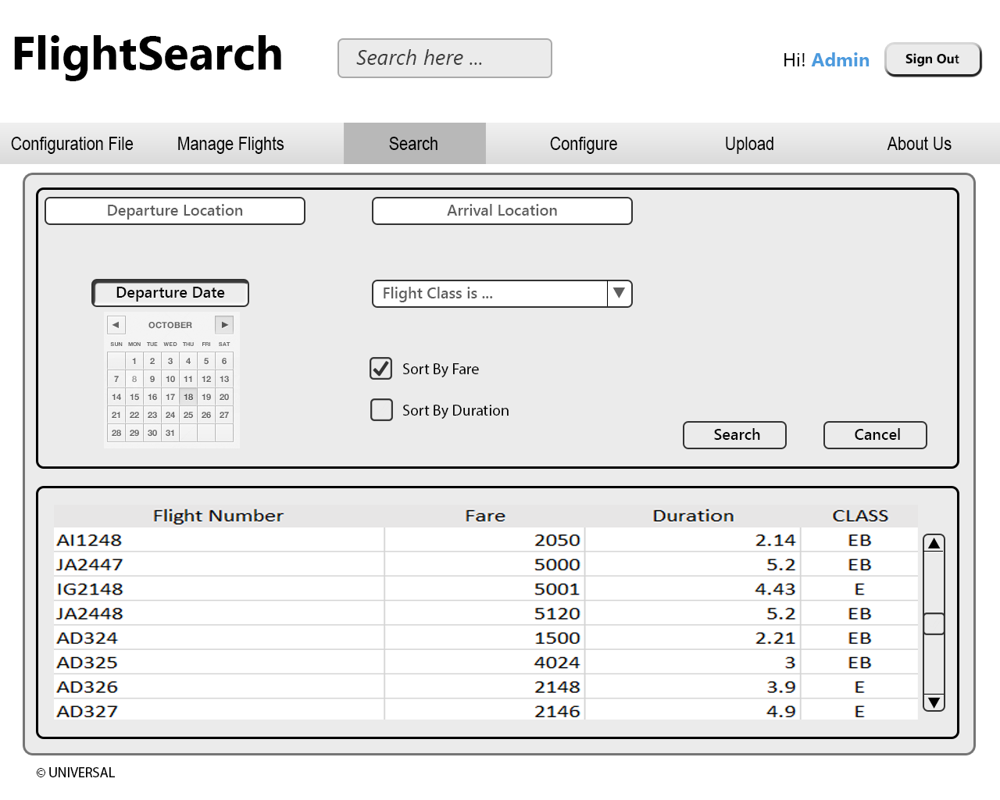 FlightSearch
Search here ...
Hi! Admin
Sign Out
Configuration File Manage Flights Search Configure Upload About Us
Departure Location
Arrival Location
Departure Date
Flight Class is ...
OCTOBER
SUN MON TUE WED THU FRI SAT
1 2 3 4 5 6
7 8 9 10 11 12 13
14 15 16 17 18 19 20
21 22 23 24 25 26 27
28 29 30 31
Sort By Fare
Sort By Duration
Search
Cancel
Flight Number Fare Duration CLASS
AI1248 2050 2.14 EB
JA2447 5000 5.2 EB
IG2148 5001 4.43 E
JA2448 5120 5.2 EB
AD324 1500 2.21 EB
AD325 4024 3 EB
AD326 2148 3.9 E
AD327 2146 4.9 E
© UNIVERSAL